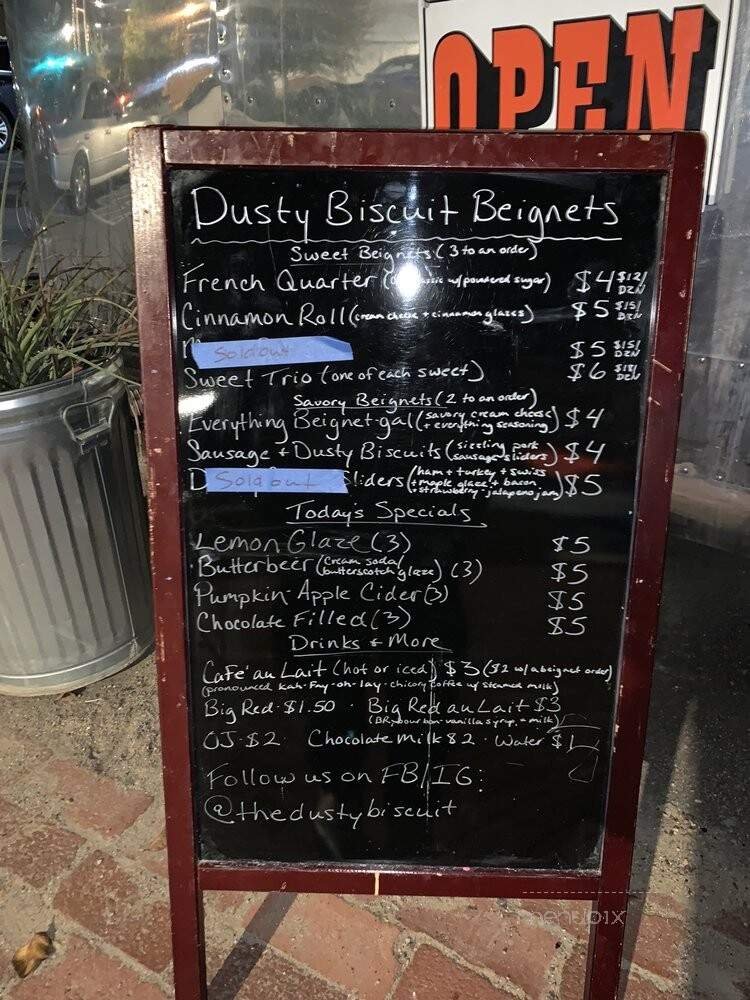 OPEN
Dusty Biscuit Beignets
Sweet Beignets (3 to an order)
French Quarter ( w/ powdered sugar) $4 $12/DZN
Cinnamon Roll (cream cheese + cinnamon glazes) $5 $15/DZN
Sold out $5 $15/DZN
Sweet Trio (one of each sweet) $6 $18/DZN
Savory Beignets (2 to an order)
Everything Beignet-gal (savory cream cheese + everything seasoning) $4
Sausage + Dusty Biscuits (sizzling pork sausage sliders) $4
D Sold out Sliders (ham + turkey + swiss + maple glaze + bacon + strawberry-jalapeno jam) $5
Today's Specials
Lemon Glaze (3) $5
Butterbeer (cream soda/butterscotch glaze) (3) $5
Pumpkin-Apple Cider (3) $5
Chocolate Filled (3) $5
Drinks & More
Cafe' au Lait (hot or iced) $3 ($2 w/ a beignet order)
(pronounced kah-fay-oh-lay-chicory coffee w/ steamed milk)
Big Red - $1.50 · Big Red au Lait $3
(BR, bourbon-vanilla syrup, + milk)
OJ - $2 · Chocolate Milk $2 · Water $1
Follow us on FB/IG:
@thedustybiscuit
menupix